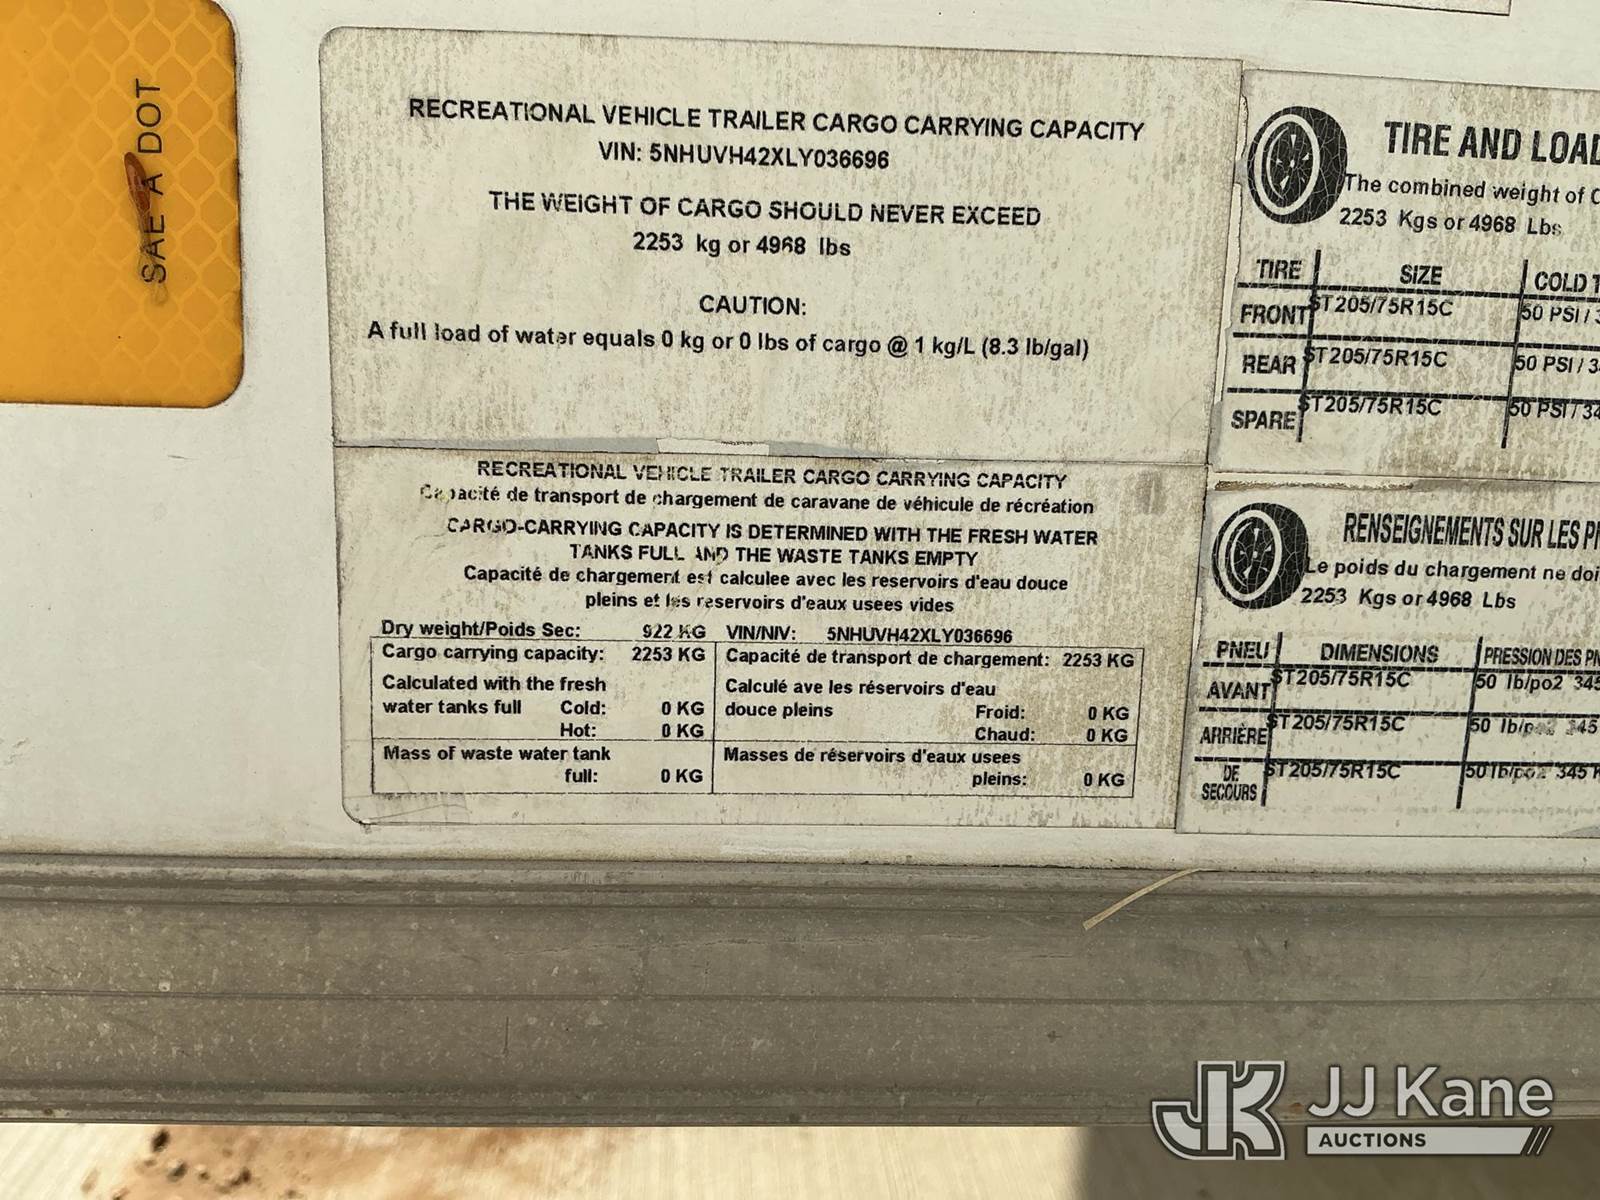 SAE A DOT
RECREATIONAL VEHICLE TRAILER CARGO CARRYING CAPACITY
VIN: 5NHUVH42XLY036696
THE WEIGHT OF CARGO SHOULD NEVER EXCEED
2253 kg or 4968 lbs
CAUTION:
A full load of water equals 0 kg or 0 lbs of cargo @ 1 kg/L (8.3 lb/gal)
RECREATIONAL VEHICLE TRAILER CARGO CARRYING CAPACITY
Capacité de transport de chargement de caravane de véhicule de récréation
CARGO-CARRYING CAPACITY IS DETERMINED WITH THE FRESH WATER
TANKS FULL AND THE WASTE TANKS EMPTY
Capacité de chargement est calculee avec les reservoirs d'eau douce
pleins et les reservoirs d'eaux usees vides
Dry weight/Poids Sec: 922 KG VIN/NIV: 5NHUVH42XLY036696
Cargo carrying capacity: 2253 KG Capacité de transport de chargement: 2253 KG
Calculated with the fresh Calculé ave les réservoirs d'eau
water tanks full Cold: 0 KG douce pleins Froid: 0 KG
Hot: 0 KG Chaud: 0 KG
Mass of waste water tank Masses de réservoirs d'eaux usees
full: 0 KG pleins: 0 KG
TIRE AND LOAD
The combined weight of
2253 Kgs or 4968 Lbs
TIRE SIZE COLD
FRONT ST205/75R15C 50 PSI /
REAR ST205/75R15C 50 PSI /
SPARE ST205/75R15C 50 PSI /
RENSEIGNEMENTS SUR LES
Le poids du chargement ne
2253 Kgs or 4968 Lbs
PNEU DIMENSIONS PRESSION DES
AVANT ST205/75R15C 50 lb/po2 345
ARRIÈRE ST205/75R15C 50 lb/po2 345
DE SECOURS ST205/75R15C 50 lb/po2 345
JK JJ Kane
AUCTIONS